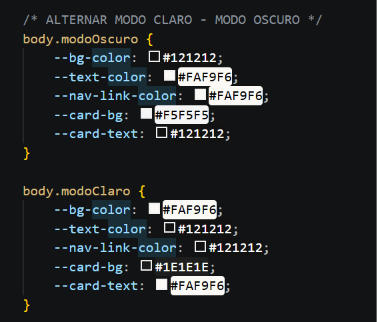 /* ALTERNAR MODO CLARO - MODO OSCURO */
body.modoOscuro {
--bg-color: #121212;
--text-color: #FAF9F6;
--nav-link-color: #FAF9F6;
--card-bg: #F5F5F5;
--card-text: #121212;
}
body.modoClaro {
--bg-color: #FAF9F6;
--text-color: #121212;
--nav-link-color: #121212;
--card-bg: #1E1E1E;
--card-text: #FAF9F6;
}